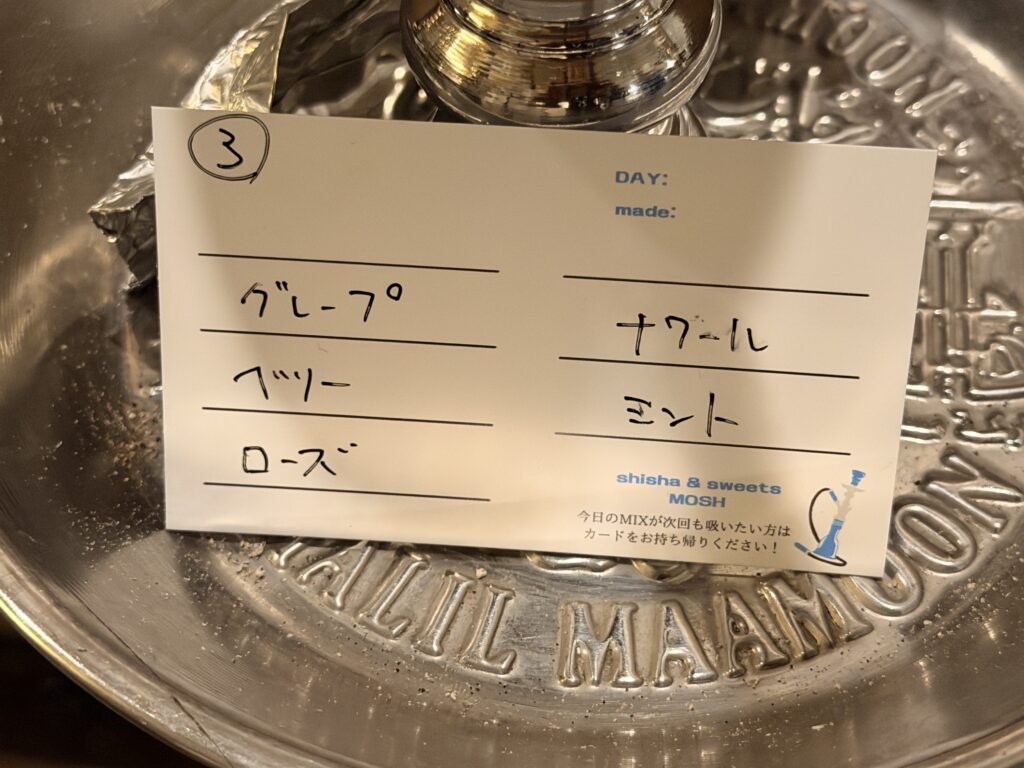 3
DAY:
made:
グレープ
ベリー
ローズ
ナワール
ミント
shisha & sweets
MOSH
今日のMIXが次回も吸いたい方は
カードをお持ち帰りください！
MAAMOON